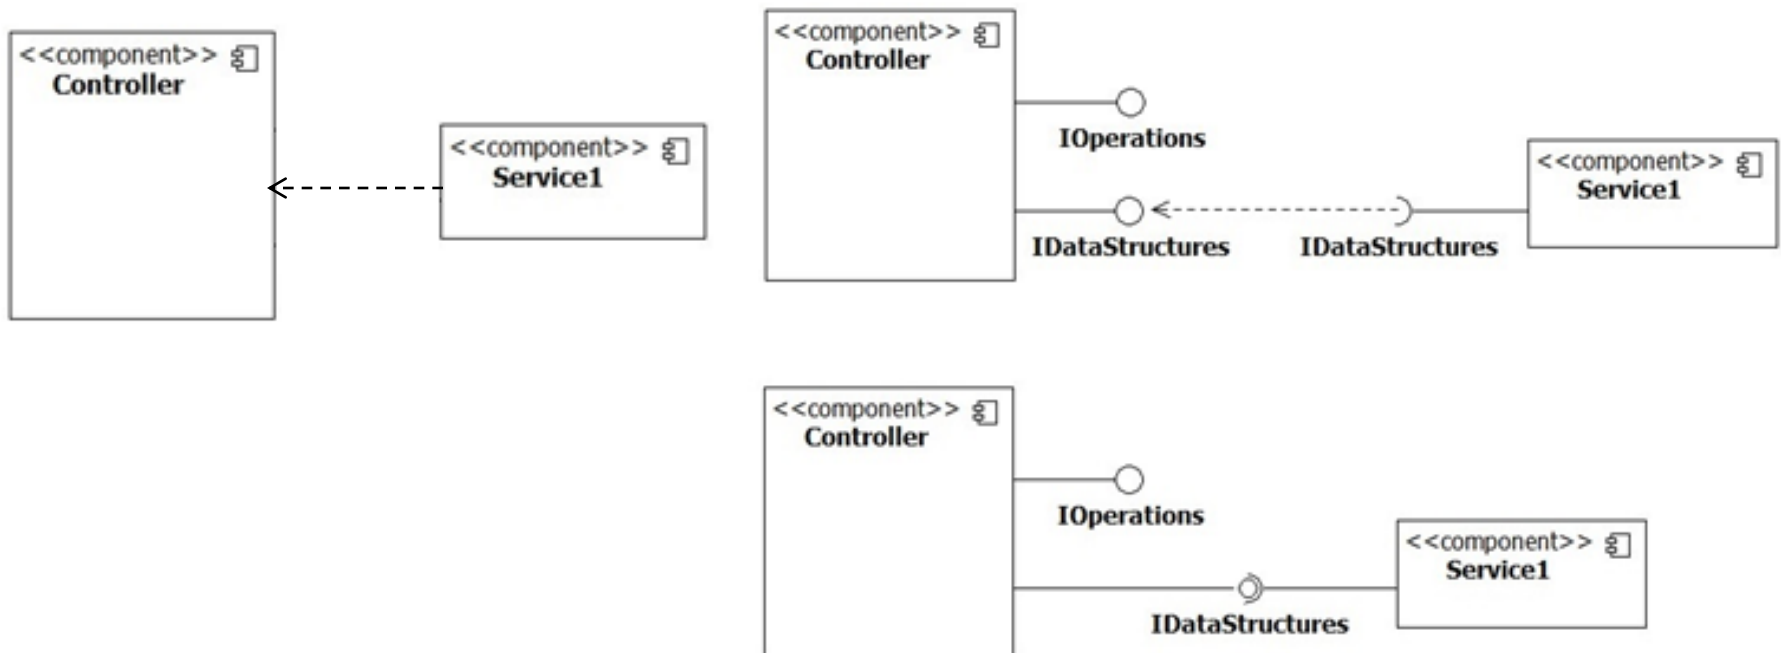 <<component>>
Controller
<<component>>
Service1
<<component>>
Controller
IOperations
IDataStructures
IDataStructures
<<component>>
Service1
<<component>>
Controller
IOperations
IDataStructures
<<component>>
Service1